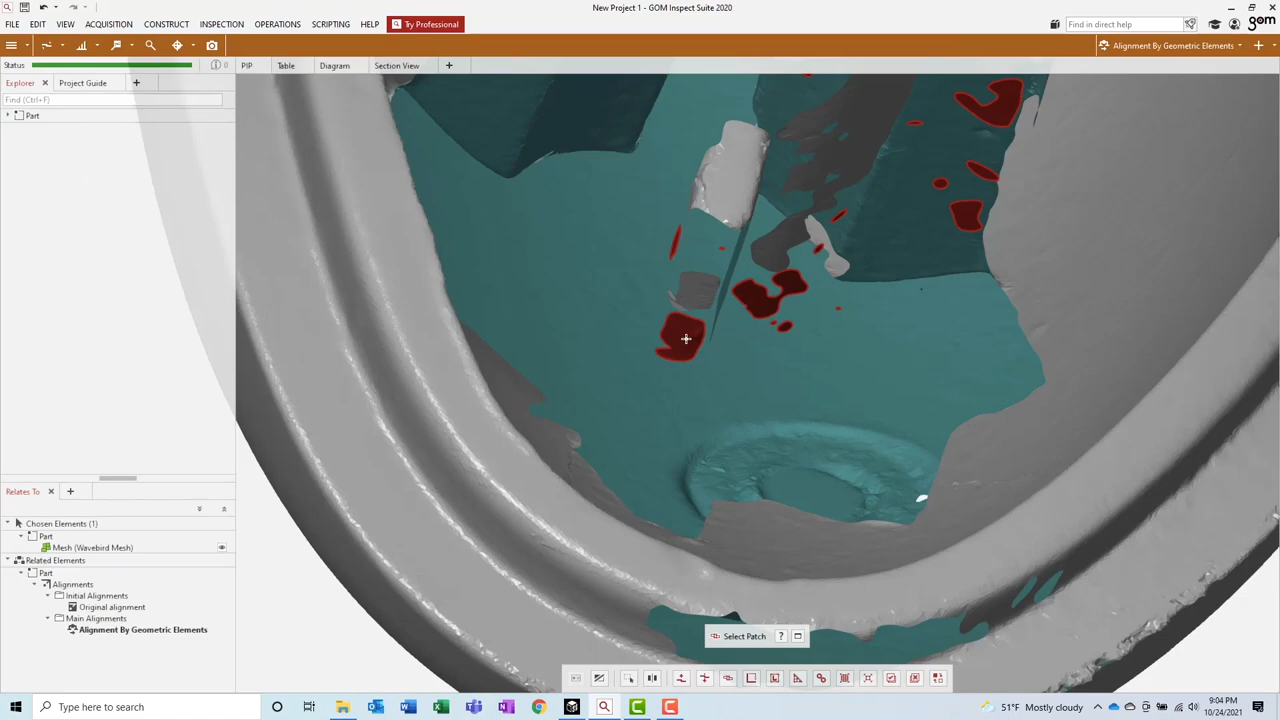 New Project 1 - GOM Inspect Suite 2020
FILE EDIT VIEW ACQUISITION CONSTRUCT INSPECTION OPERATIONS SCRIPTING HELP Try Professional Find in direct help gom
Alignment By Geometric Elements
Status 0 PIP Table Diagram Section View
Explorer Project Guide
Find (Ctrl+F)
Part
Relates To
Chosen Elements (1)
Part
Mesh (Wavebird Mesh)
Related Elements
Part
Alignments
Initial Alignments
Original alignment
Main Alignments
Alignment By Geometric Elements
Select Patch ?
Type here to search
51°F Mostly cloudy
9:04 PM
10/24/2021